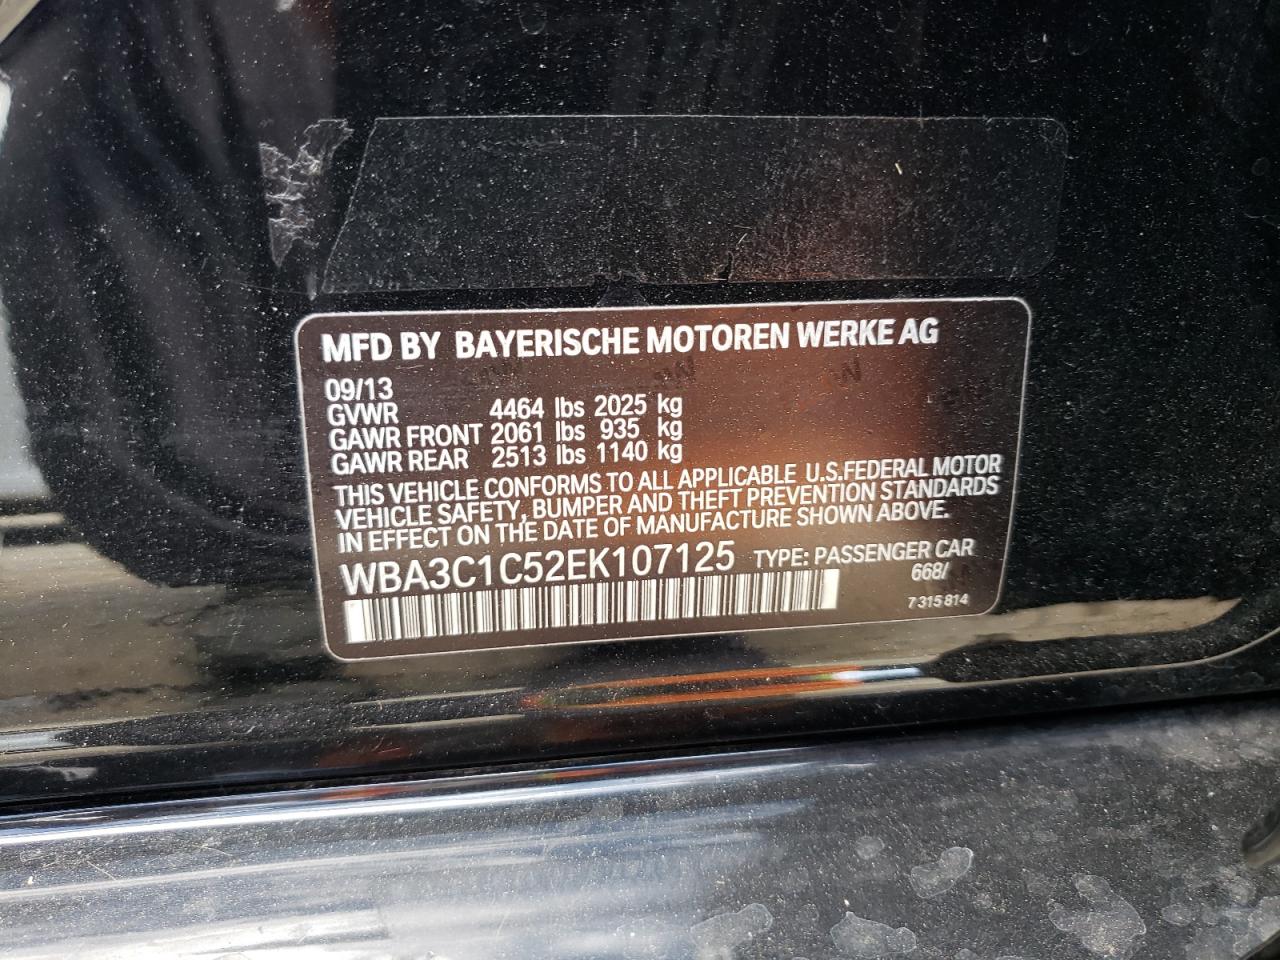 MFD BY BAYERISCHE MOTOREN WERKE AG
09/13
GVWR 4464 lbs 2025 kg
GAWR FRONT 2061 lbs 935 kg
GAWR REAR 2513 lbs 1140 kg
THIS VEHICLE CONFORMS TO ALL APPLICABLE U.S.FEDERAL MOTOR
VEHICLE SAFETY, BUMPER AND THEFT PREVENTION STANDARDS
IN EFFECT ON THE DATE OF MANUFACTURE SHOWN ABOVE.
WBA3C1C52EK107125 TYPE: PASSENGER CAR
668/
7 315 814